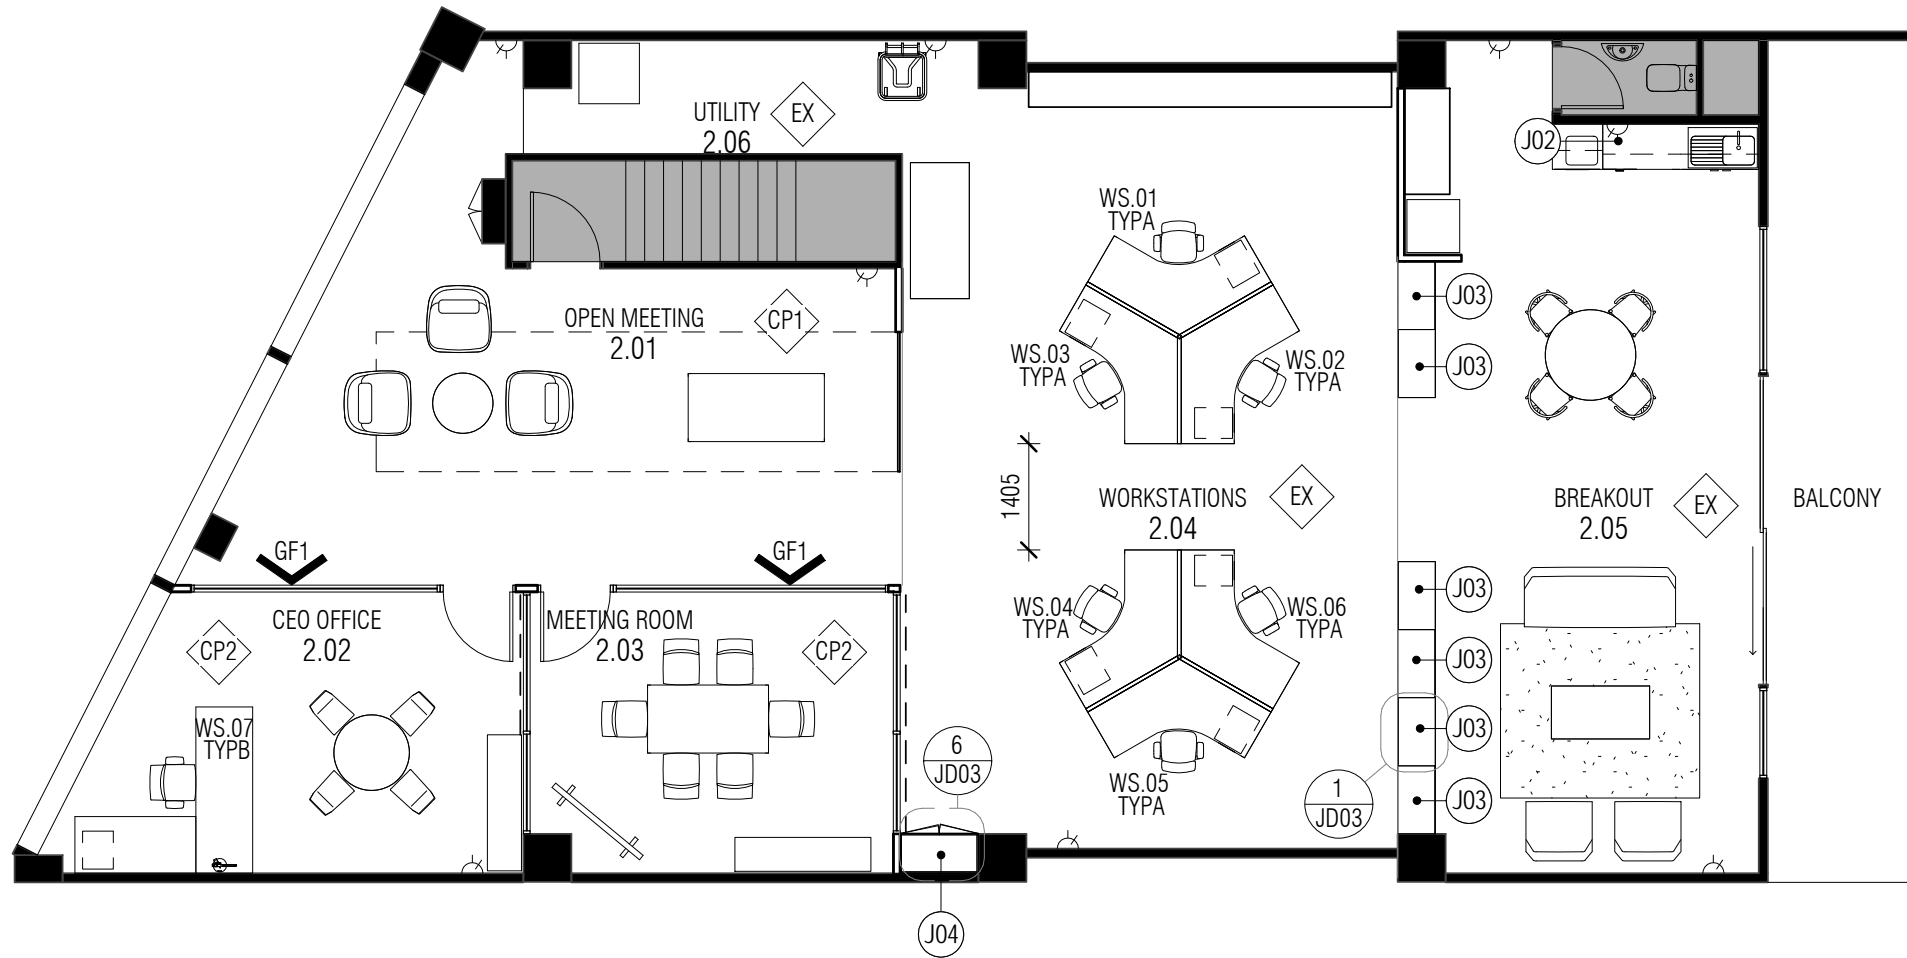 UTILITY
2.06
EX
J02
WS.01
TYPA
J03
OPEN MEETING
2.01
CP1
WS.03
TYPA
WS.02
TYPA
J03
1405
WORKSTATIONS
2.04
EX
BREAKOUT
2.05
EX
BALCONY
GF1
GF1
CEO OFFICE
2.02
CP2
MEETING ROOM
2.03
CP2
WS.04
TYPA
WS.06
TYPA
J03
J03
WS.07
TYPB
6
JD03
WS.05
TYPA
1
JD03
J03
J03
J04